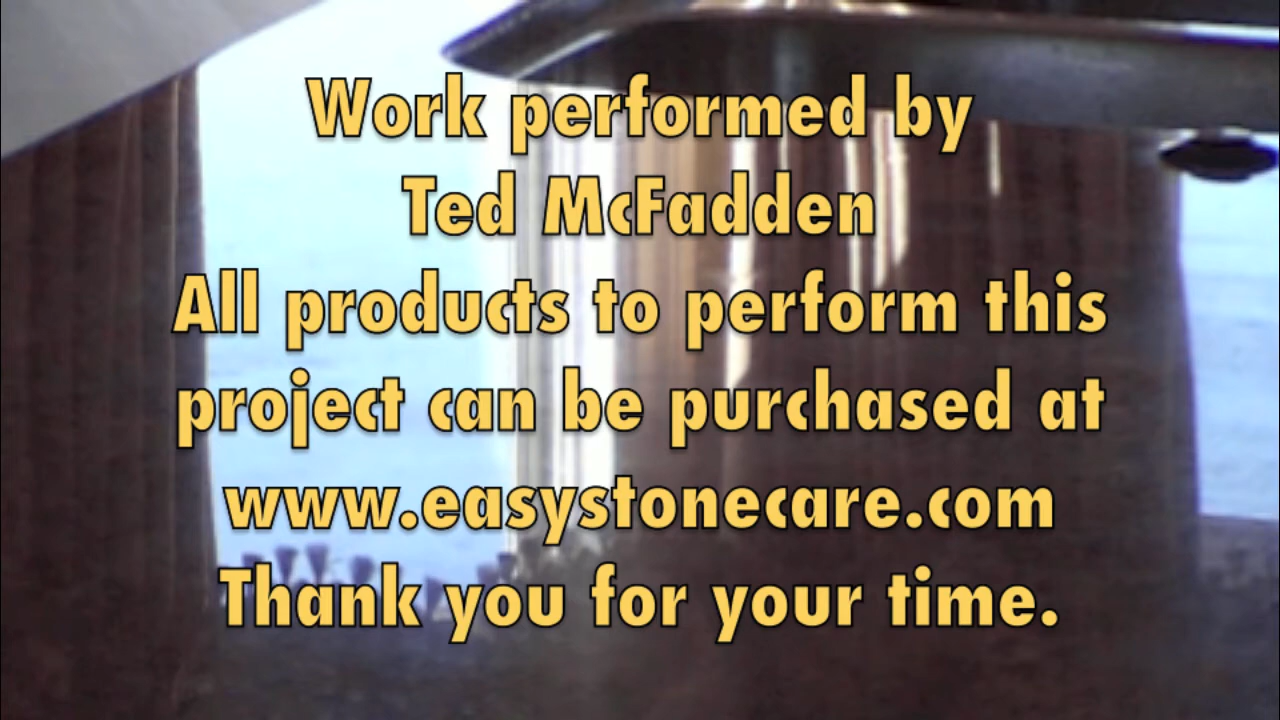 Work performed by
Ted McFadden
All products to perform this
project can be purchased at
www.easystonecare.com
Thank you for your time.